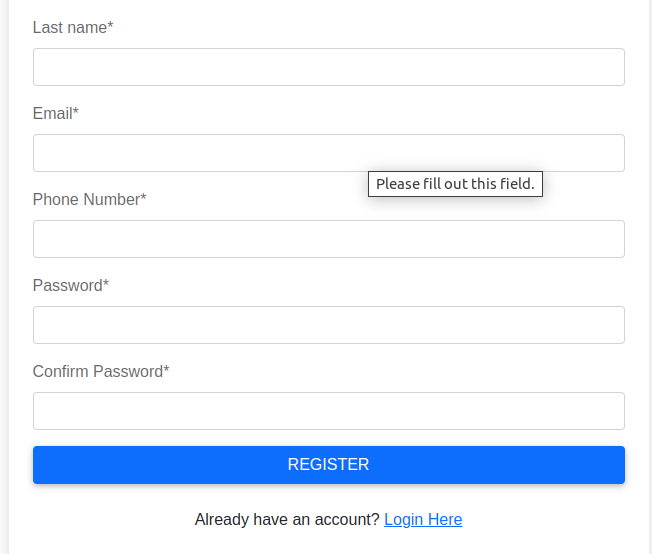 Last name*
Email*
Please fill out this field.
Phone Number*
Password*
Confirm Password*
REGISTER
Already have an account? Login Here